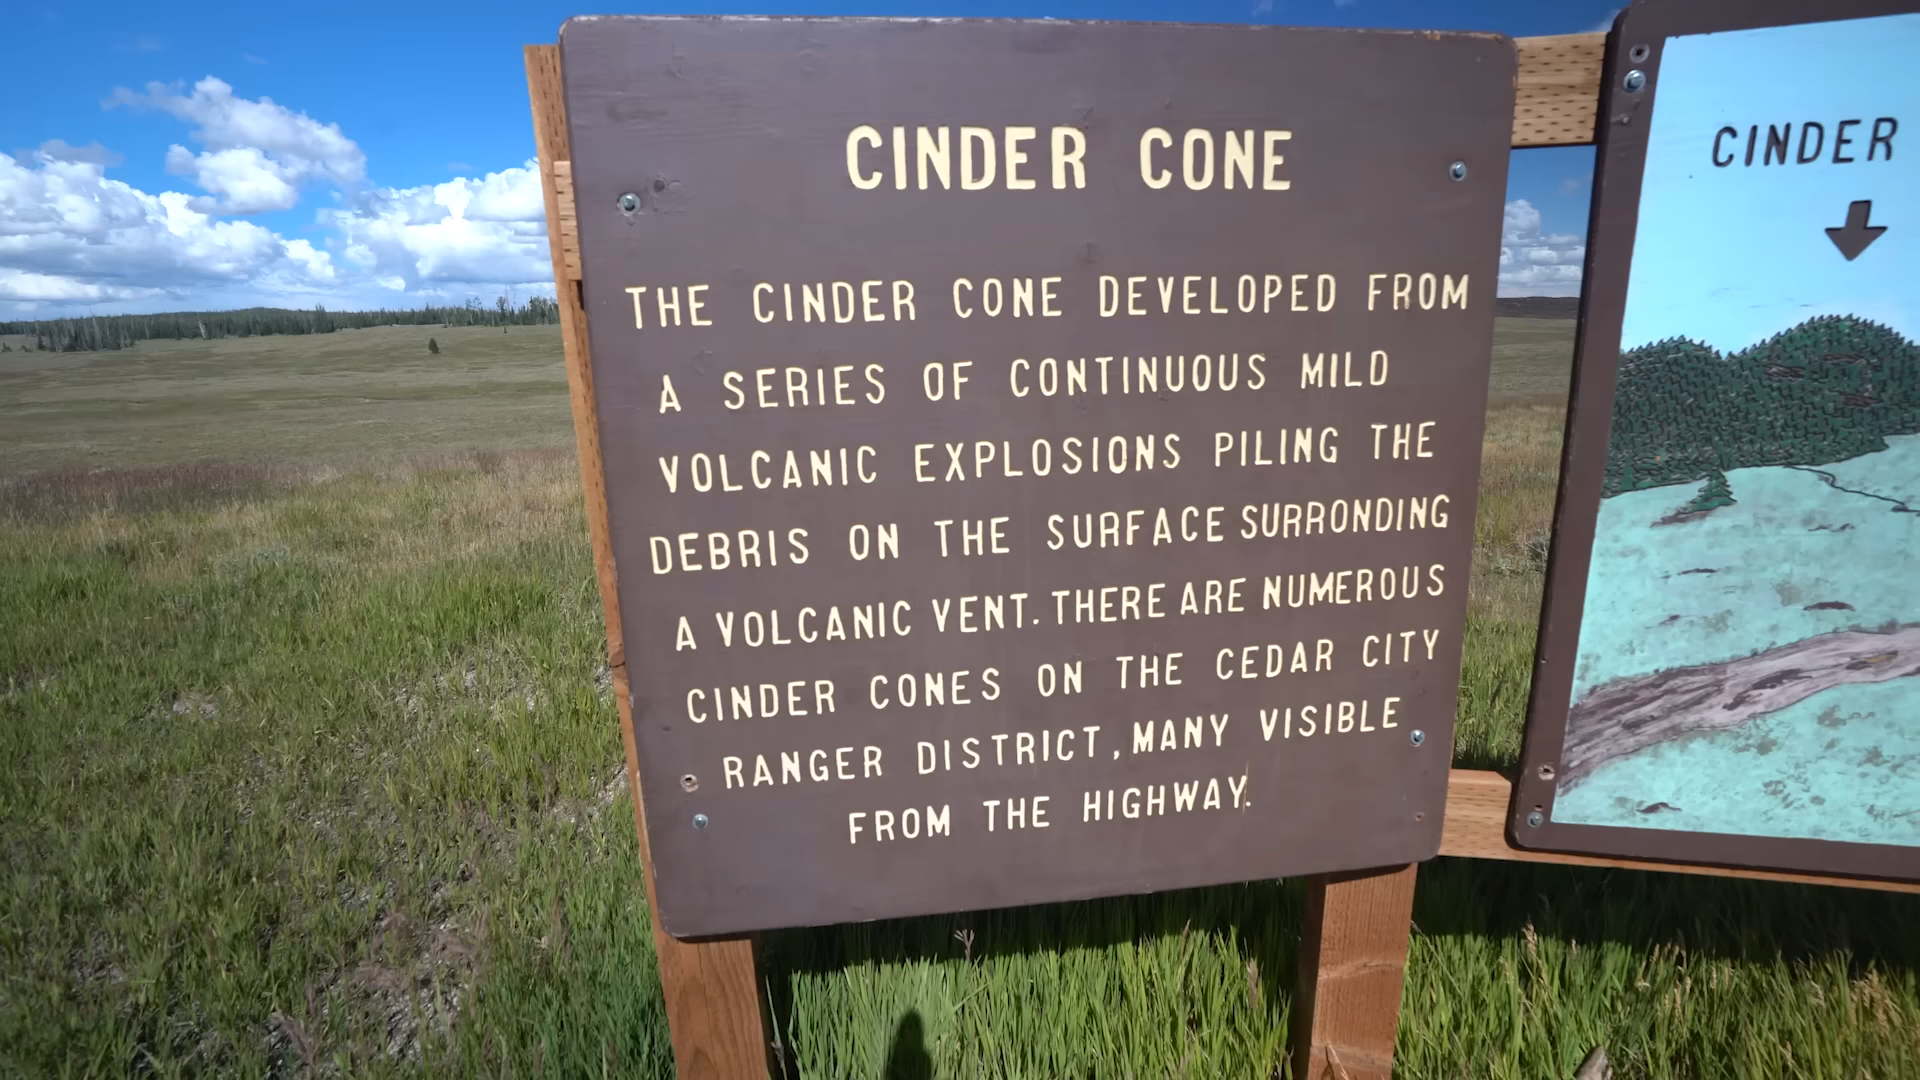 CINDER CONE
THE CINDER CONE DEVELOPED FROM
A SERIES OF CONTINUOUS MILD
VOLCANIC EXPLOSIONS PILING THE
DEBRIS ON THE SURFACE SURRONDING
A VOLCANIC VENT. THERE ARE NUMEROUS
CINDER CONES ON THE CEDAR CITY
RANGER DISTRICT, MANY VISIBLE
FROM THE HIGHWAY.
CINDER